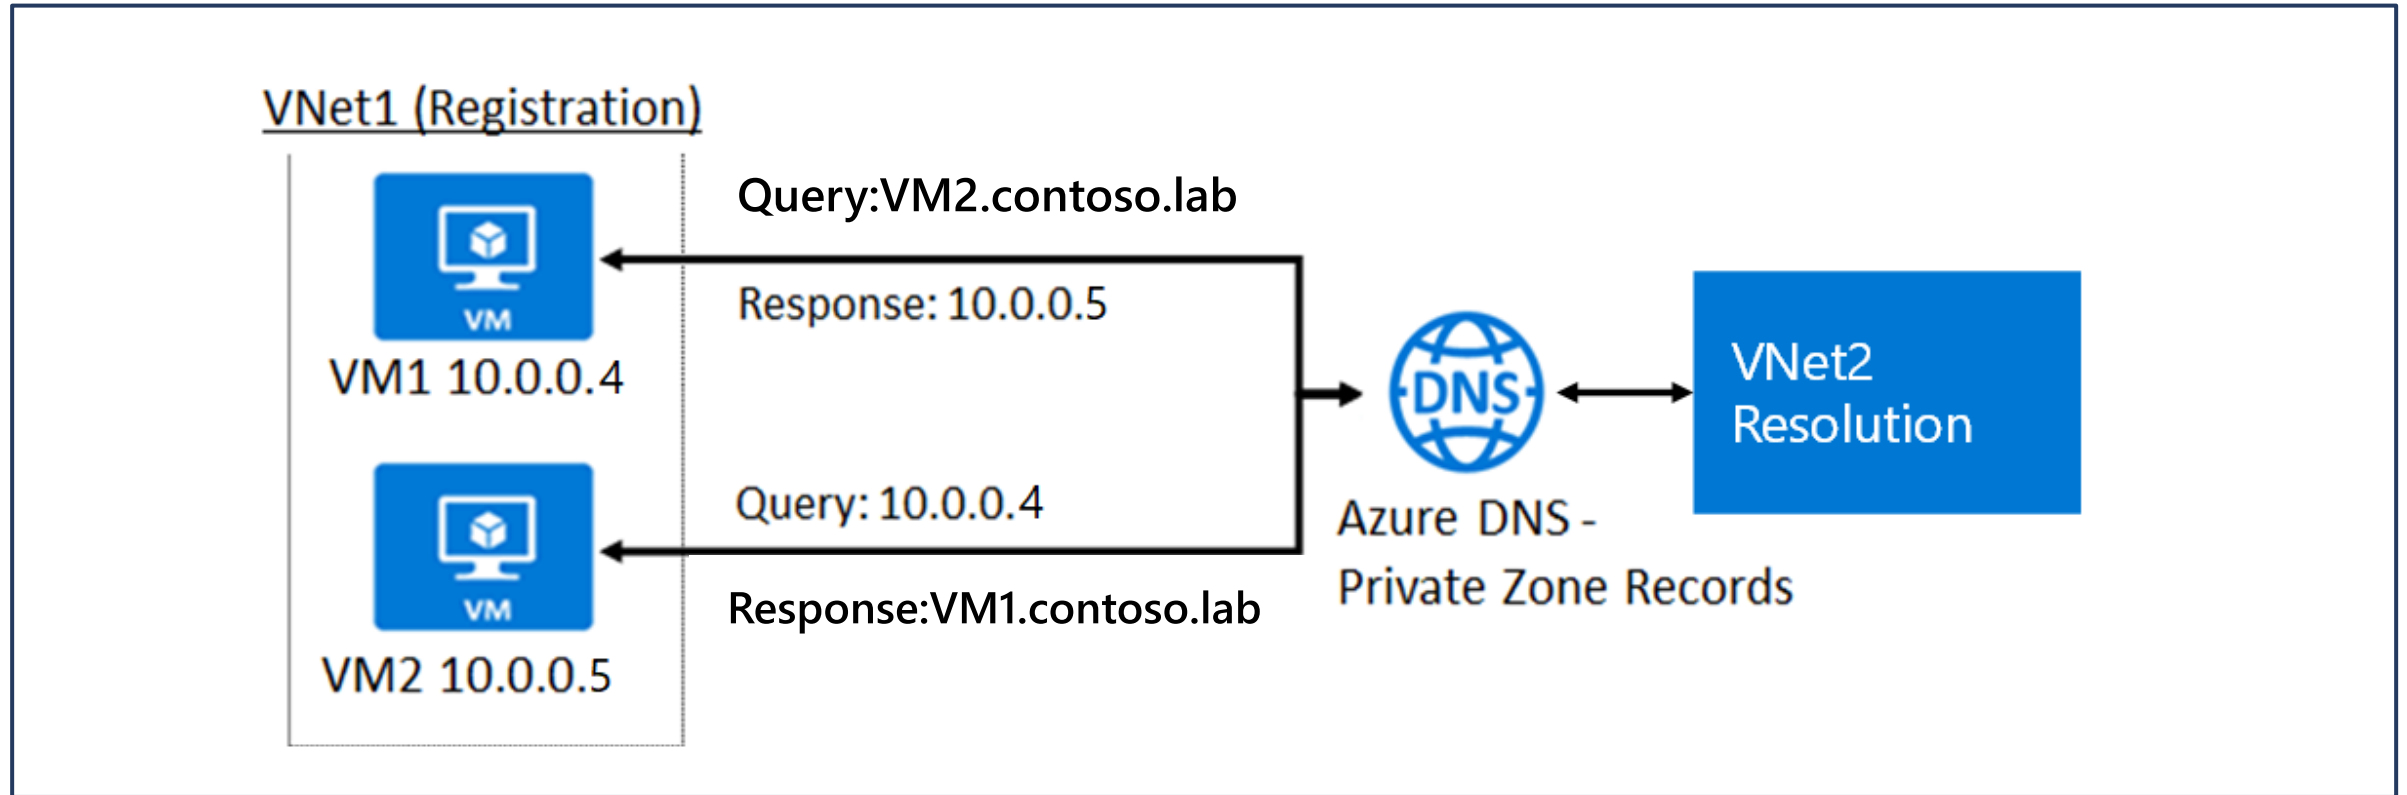 VNet1 (Registration)
VM
VM1 10.0.0.4
Query:VM2.contoso.lab
Response: 10.0.0.5
VM
VM2 10.0.0.5
Query: 10.0.0.4
Response:VM1.contoso.lab
DNS
Azure DNS -
Private Zone Records
VNet2
Resolution